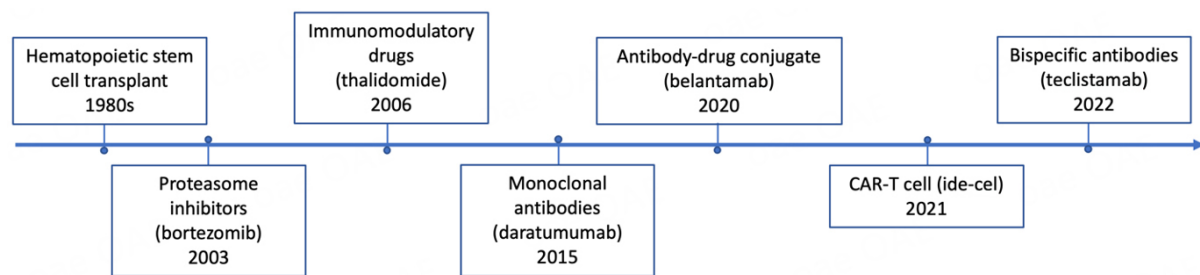 Hematopoietic stem
cell transplant
1980s
Proteasome
inhibitors
(bortezomib)
2003
Immunomodulatory
drugs
(thalidomide)
2006
Monoclonal
antibodies
(daratumumab)
2015
Antibody-drug conjugate
(belantamab)
2020
CAR-T cell (ide-cel)
2021
Bispecific antibodies
(teclistamab)
2022